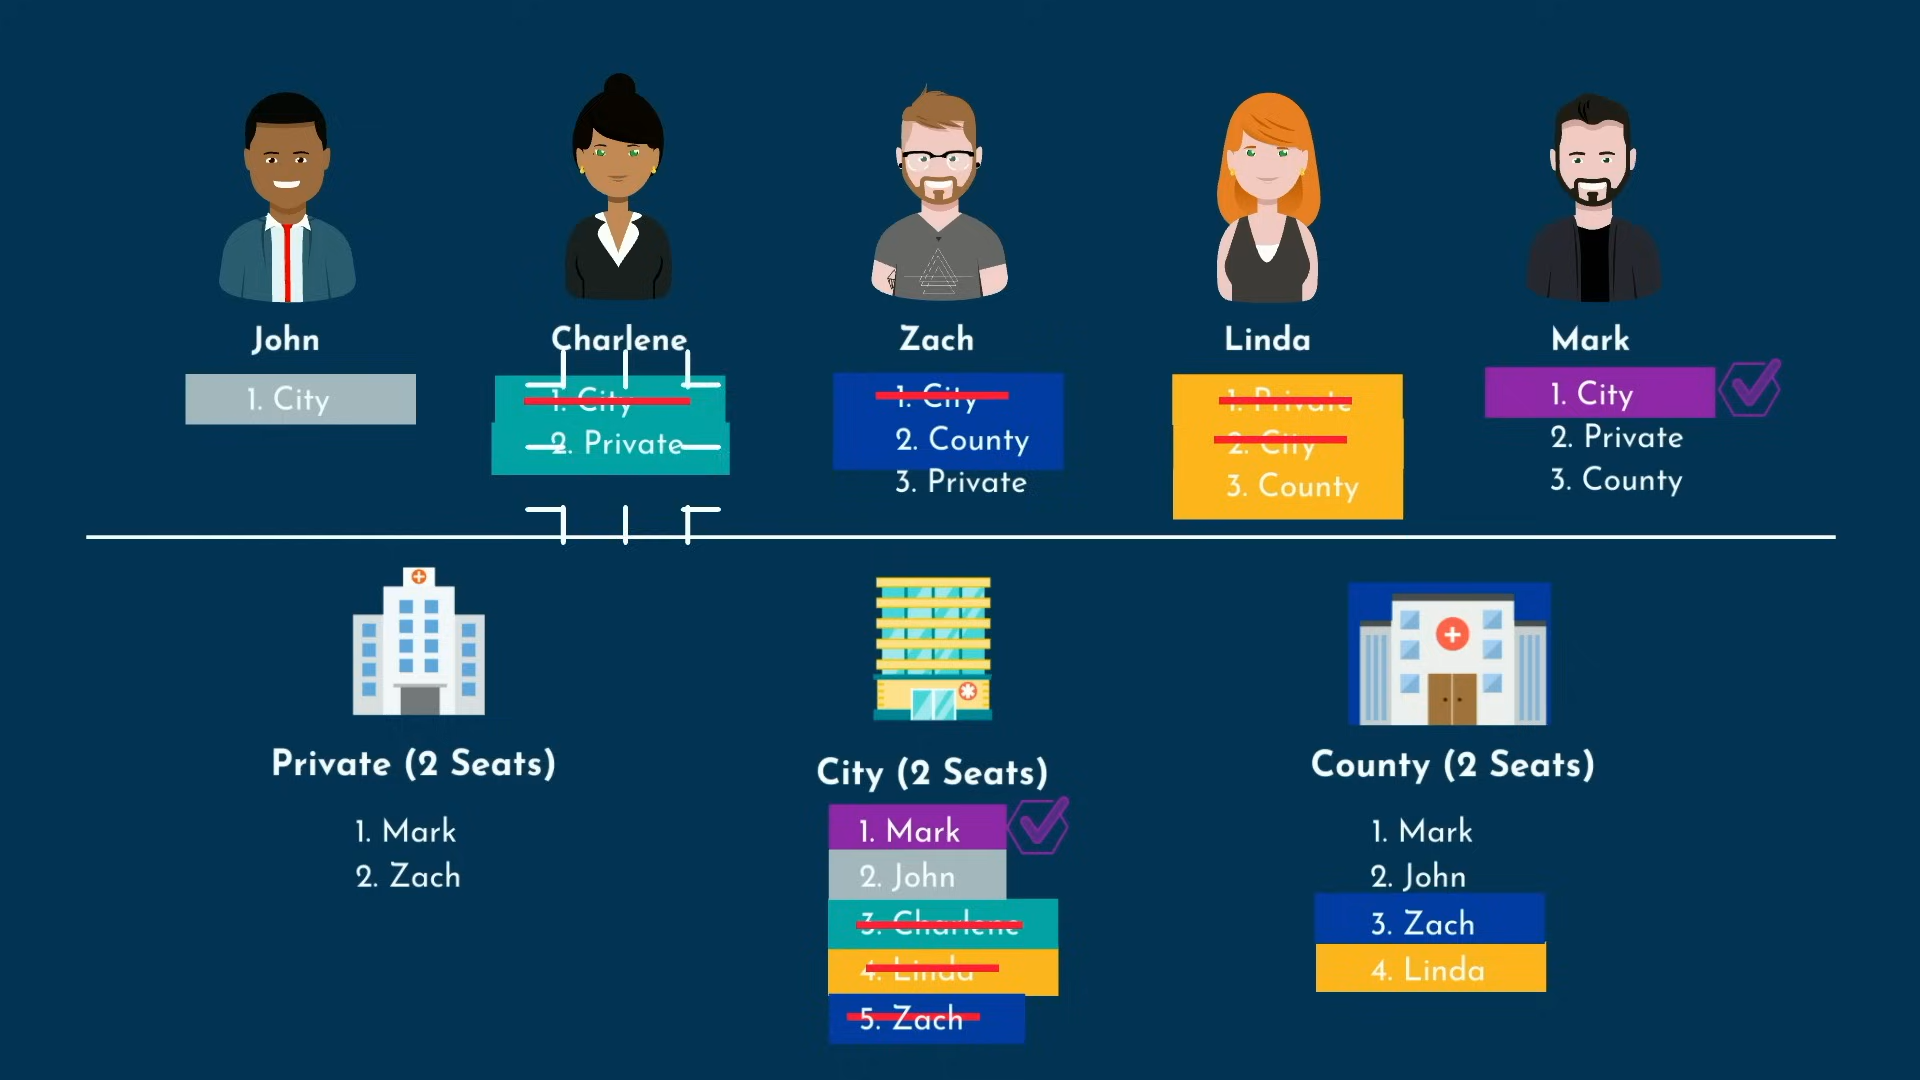 John
Charlene
Zach
Linda
Mark
1. City
1. City
2. Private
1. City
2. County
3. Private
1. Private
2. City
3. County
1. City
2. Private
3. County
Private (2 Seats)
1. Mark
2. Zach
City (2 Seats)
1. Mark
2. John
3. Charlene
4. Linda
5. Zach
County (2 Seats)
1. Mark
2. John
3. Zach
4. Linda